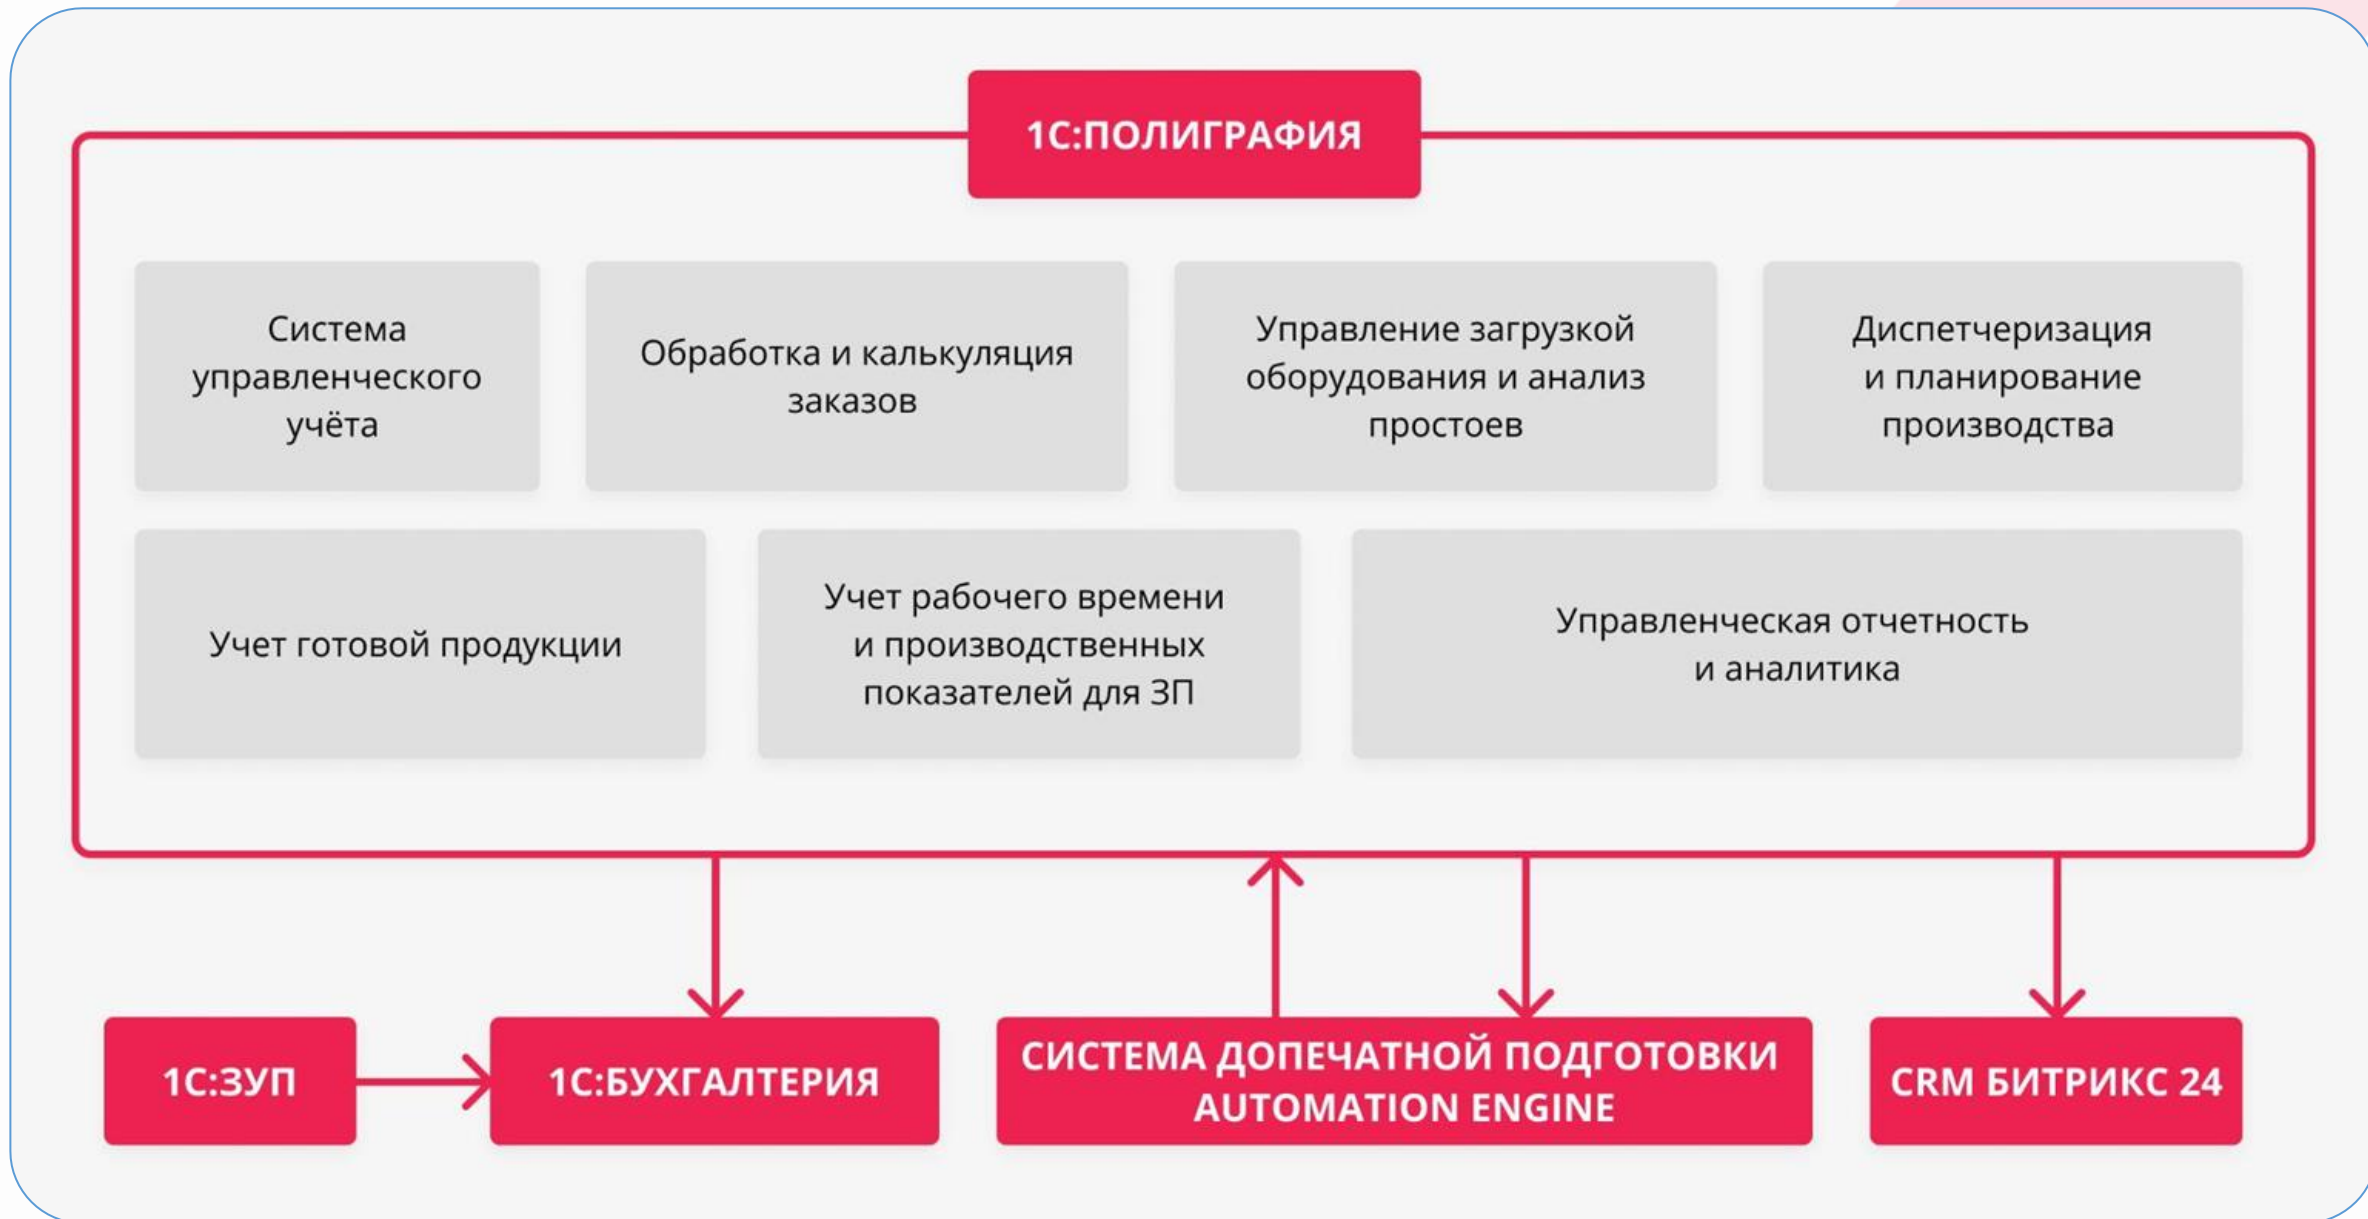 1С:ПОЛИГРАФИЯ
Система
управленческого
учёта
Обработка и калькуляция
заказов
Управление загрузкой
оборудования и анализ
простоев
Диспетчеризация
и планирование
производства
Учет готовой продукции
Учет рабочего времени
и производственных
показателей для ЗП
Управленческая отчетность
и аналитика
1С:ЗУП
1С:БУХГАЛТЕРИЯ
СИСТЕМА ДОПЕЧАТНОЙ ПОДГОТОВКИ
AUTOMATION ENGINE
CRM БИТРИКС 24